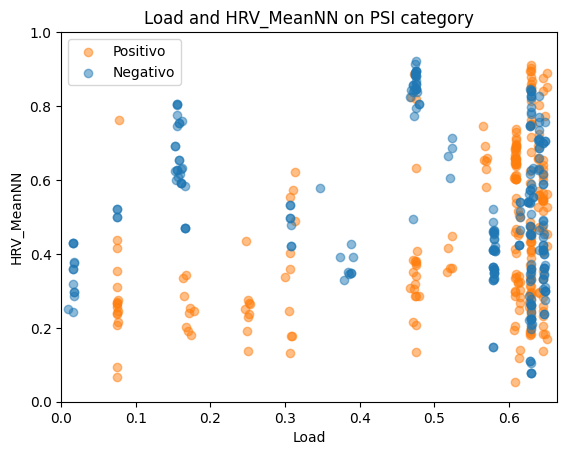 Load and HRV_MeanNN on PSI category
Positivo
Negativo
HRV_MeanNN
1.0
0.8
0.6
0.4
0.2
0.0
0.0 0.1 0.2 0.3 0.4 0.5 0.6
Load